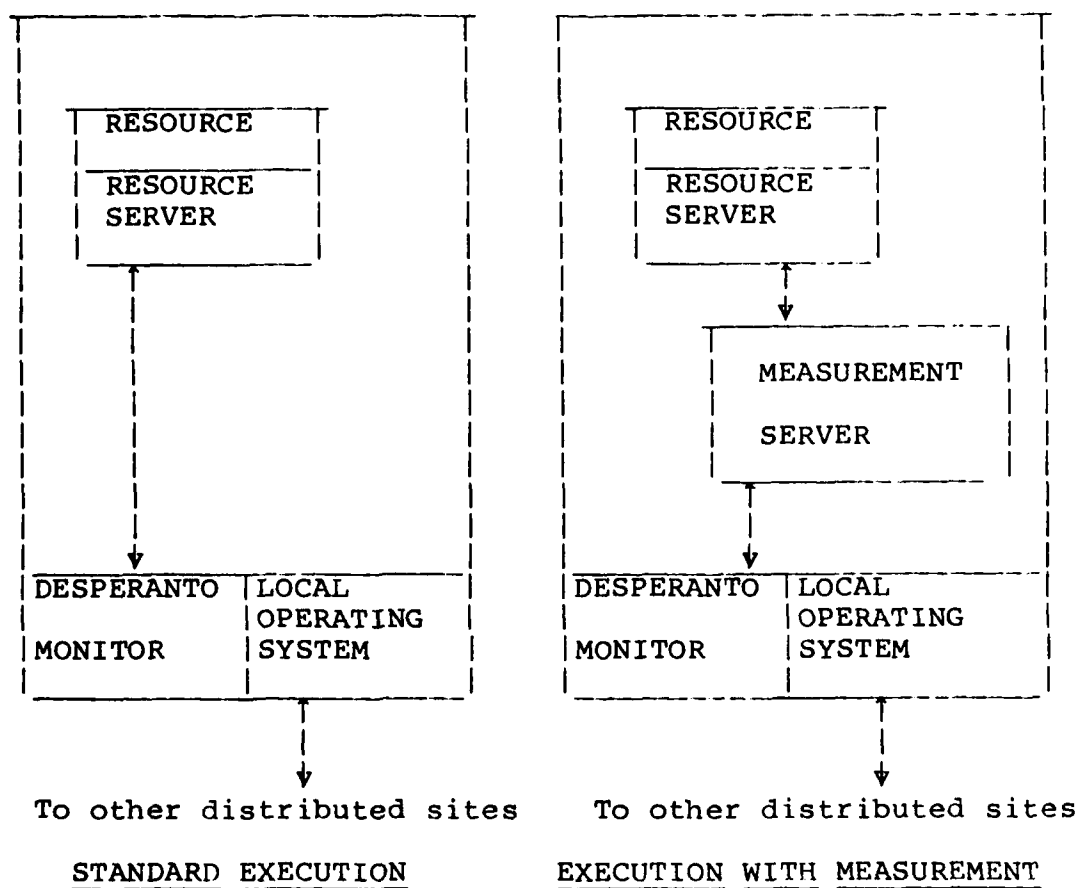 RESOURCE
RESOURCE
SERVER
DESPERANTO
MONITOR
LOCAL
OPERATING
SYSTEM
To other distributed sites
STANDARD EXECUTION
RESOURCE
RESOURCE
SERVER
MEASUREMENT
SERVER
DESPERANTO
MONITOR
LOCAL
OPERATING
SYSTEM
To other distributed sites
EXECUTION WITH MEASUREMENT